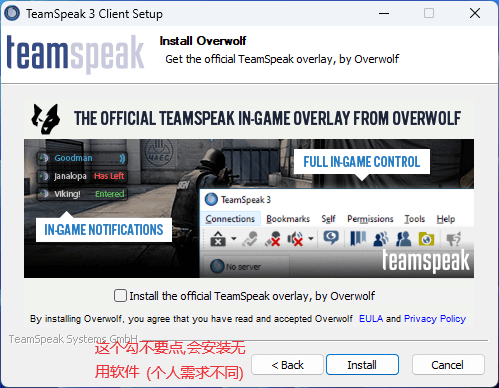 TeamSpeak 3 Client Setup
teamspeak
Install Overwolf
Get the official TeamSpeak overlay, by Overwolf
THE OFFICIAL TEAMSPEAK IN-GAME OVERLAY FROM OVERWOLF
Goodman
Janalopa Has Left
Viking! Entered
IN-GAME NOTIFICATIONS
FULL IN-GAME CONTROL
TeamSpeak 3
Connections Bookmarks Self Permissions Tools Help
No server
teamspeak
Install the official TeamSpeak overlay, by Overwolf
By installing Overwolf, you agree that you have read and accepted Overwolf EULA and Privacy Policy
TeamSpeak Systems GmbH
这个勾不要点,会安装无
用软件 (个人需求不同)
< Back Install Cancel